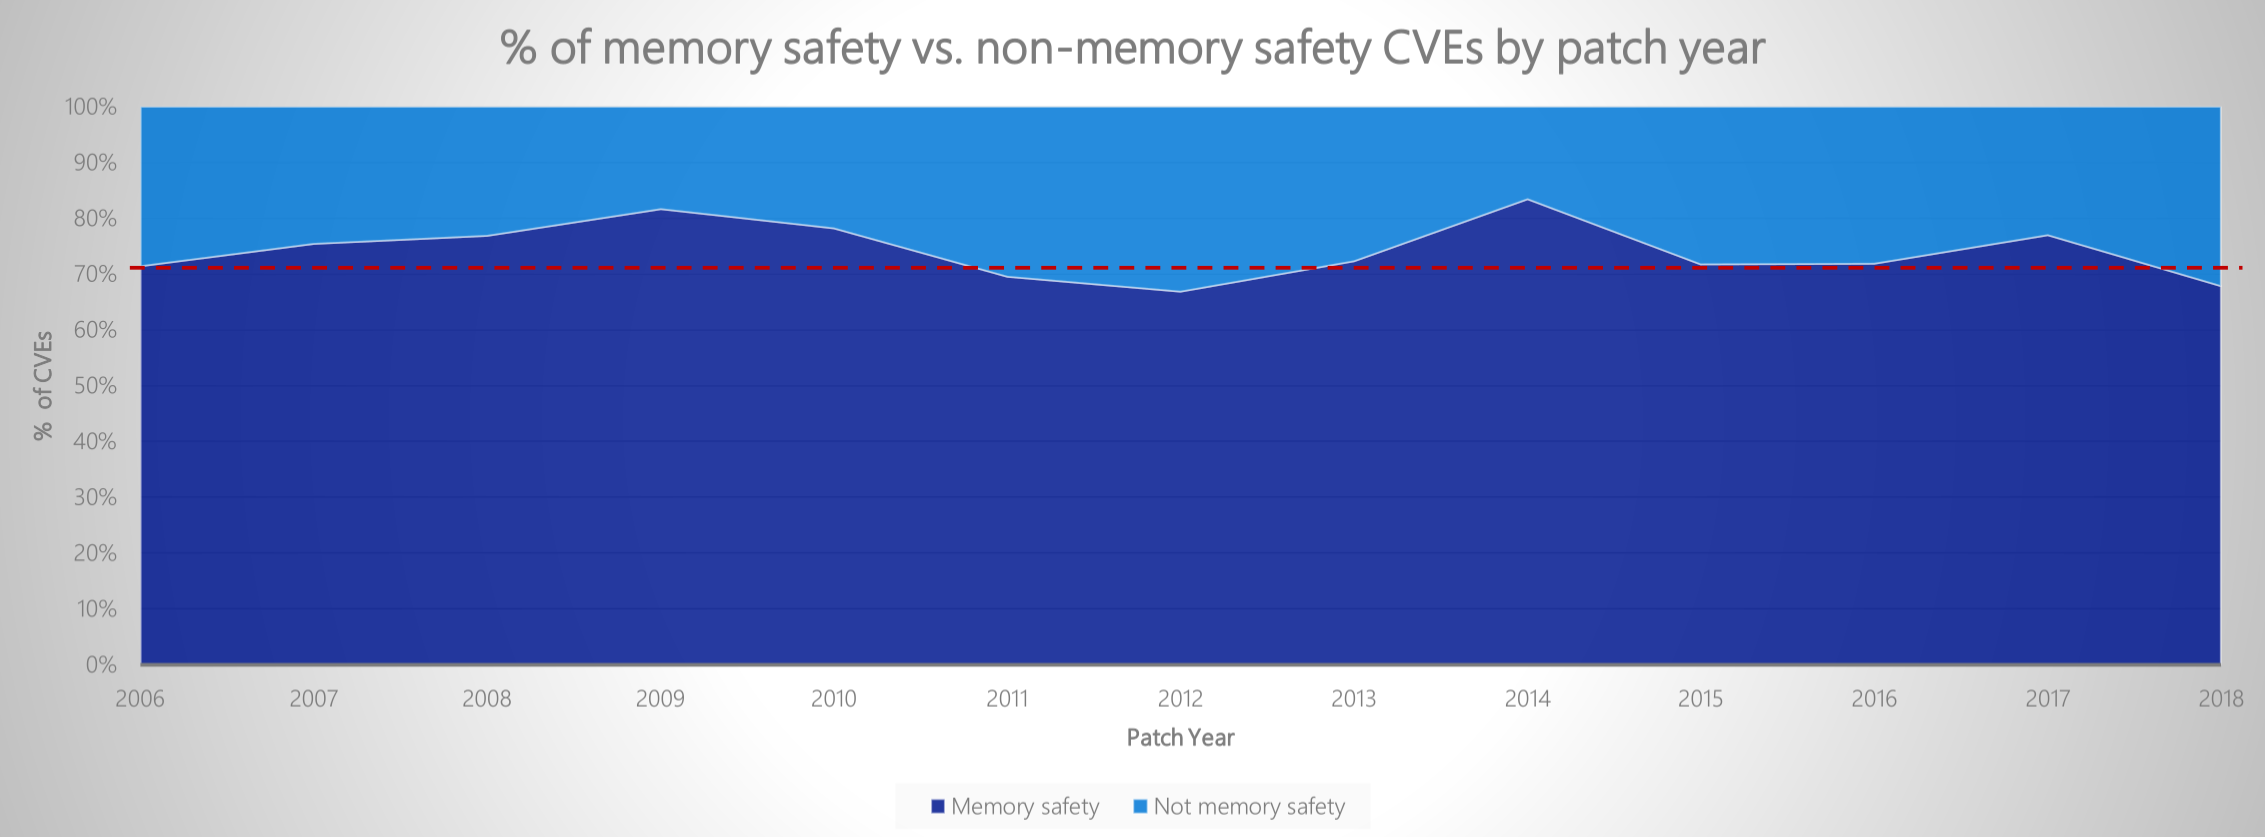 % of memory safety vs. non-memory safety CVEs by patch year
100%
90%
80%
70%
60%
50%
40%
30%
20%
10%
0%
% of CVEs
2006 2007 2008 2009 2010 2011 2012 2013 2014 2015 2016 2017 2018
Patch Year
Memory safety Not memory safety